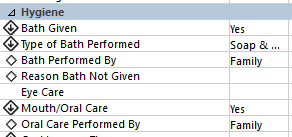 Hygiene
Bath Given Yes
Type of Bath Performed Soap & ...
Bath Performed By Family
Reason Bath Not Given
Eye Care
Mouth/Oral Care Yes
Oral Care Performed By Family